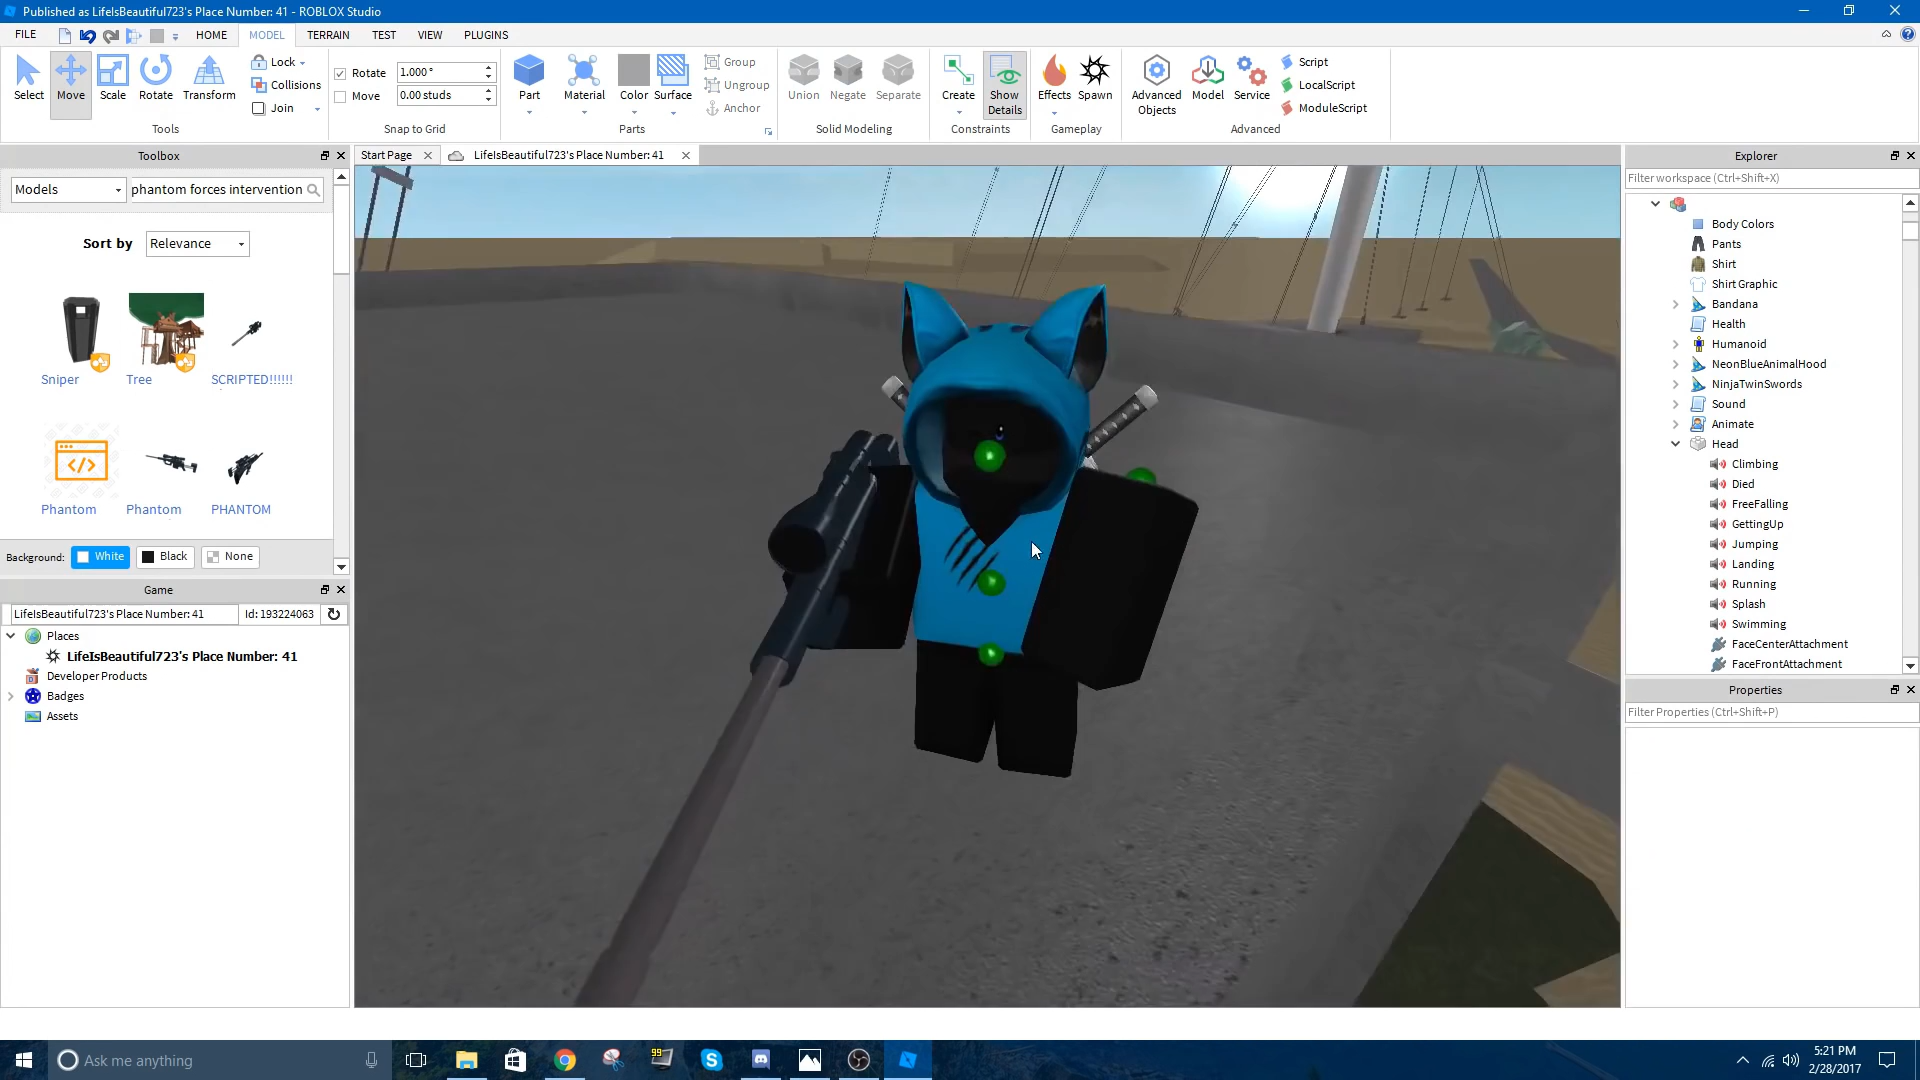 Published as LifeIsBeautiful723's Place Number: 41 - ROBLOX Studio
FILE HOME MODEL TERRAIN TEST VIEW PLUGINS
Select Move Scale Rotate Transform
Lock
Collisions
Join
Tools
Rotate 1.000 °
Move 0.00 studs
Snap to Grid
Part Material Color Surface
Group
Ungroup
Anchor
Parts
Union Negate Separate
Solid Modeling
Create Show Details
Constraints
Effects Spawn
Gameplay
Advanced Objects Model Service
Script
LocalScript
ModuleScript
Advanced
Toolbox
Models phantom forces intervention
Sort by Relevance
Sniper Tree SCRIPTED!!!!!!
Phantom Phantom PHANTOM
Background: White Black None
Game
LifeIsBeautiful723's Place Number: 41 Id: 193224063
Places
LifeIsBeautiful723's Place Number: 41
Developer Products
Badges
Assets
Start Page LifeIsBeautiful723's Place Number: 41
Explorer
Filter workspace (Ctrl+Shift+X)
Body Colors
Pants
Shirt
Shirt Graphic
Bandana
Health
Humanoid
NeonBlueAnimalHood
NinjaTwinSwords
Sound
Animate
Head
Climbing
Died
FreeFalling
GettingUp
Jumping
Landing
Running
Splash
Swimming
FaceCenterAttachment
FaceFrontAttachment
Properties
Filter Properties (Ctrl+Shift+P)
Ask me anything
99
5:21 PM
2/28/2017